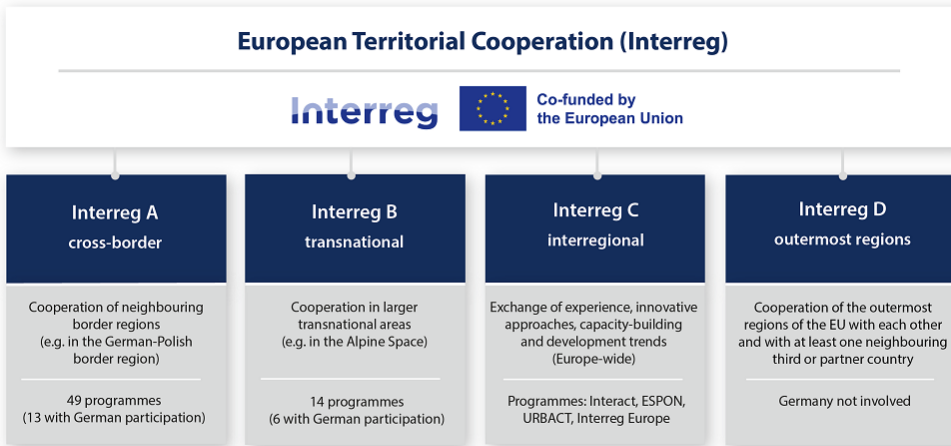 European Territorial Cooperation (Interreg)
Interreg
Co-funded by
the European Union
Interreg A
cross-border
Cooperation of neighbouring
border regions
(e.g. in the German-Polish
border region)
49 programmes
(13 with German participation)
Interreg B
transnational
Cooperation in larger
transnational areas
(e.g. in the Alpine Space)
14 programmes
(6 with German participation)
Interreg C
interregional
Exchange of experience, innovative
approaches, capacity-building
and development trends
(Europe-wide)
Programmes: Interact, ESPON,
URBACT, Interreg Europe
Interreg D
outermost regions
Cooperation of the outermost
regions of the EU with each other
and with at least one neighbouring
third or partner country
Germany not involved